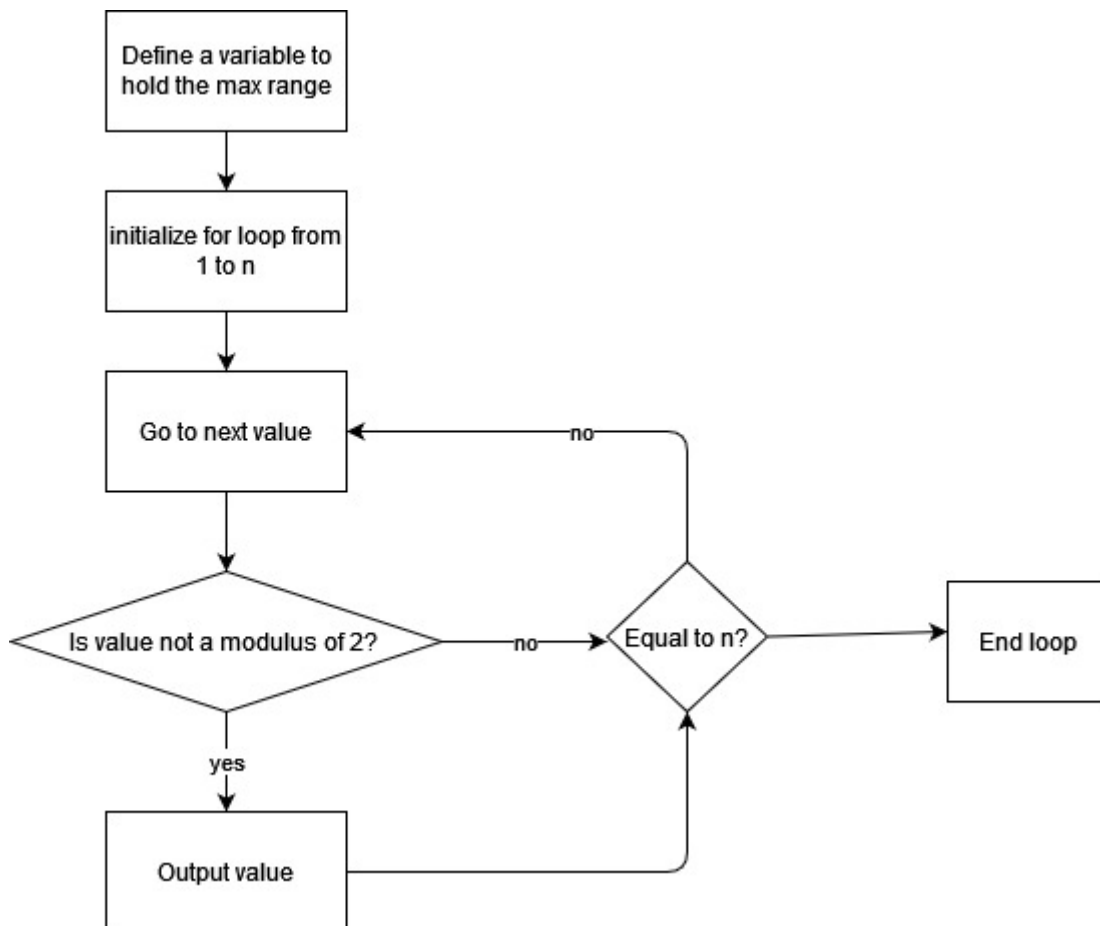 Define a variable to
hold the max range
initialize for loop from
1 to n
Go to next value
no
Is value not a modulus of 2?
no
Equal to n?
End loop
yes
Output value